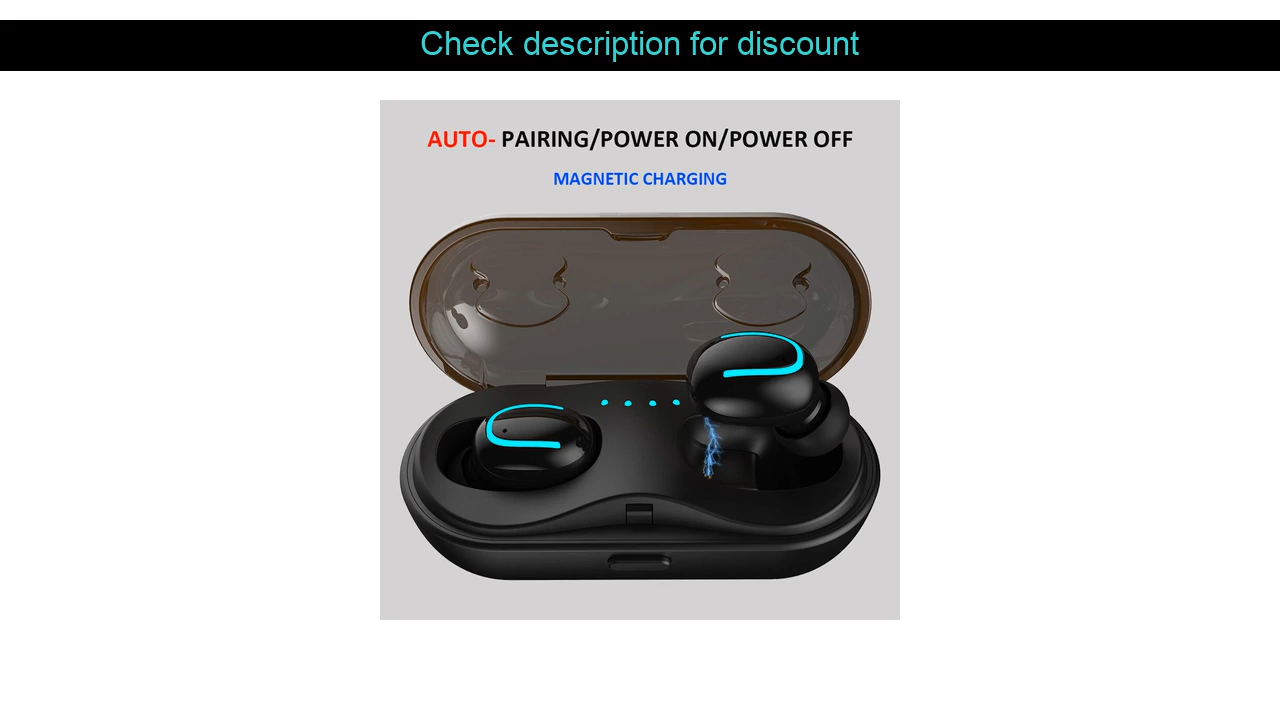 Check description for discount
AUTO- PAIRING/POWER ON/POWER OFF
MAGNETIC CHARGING